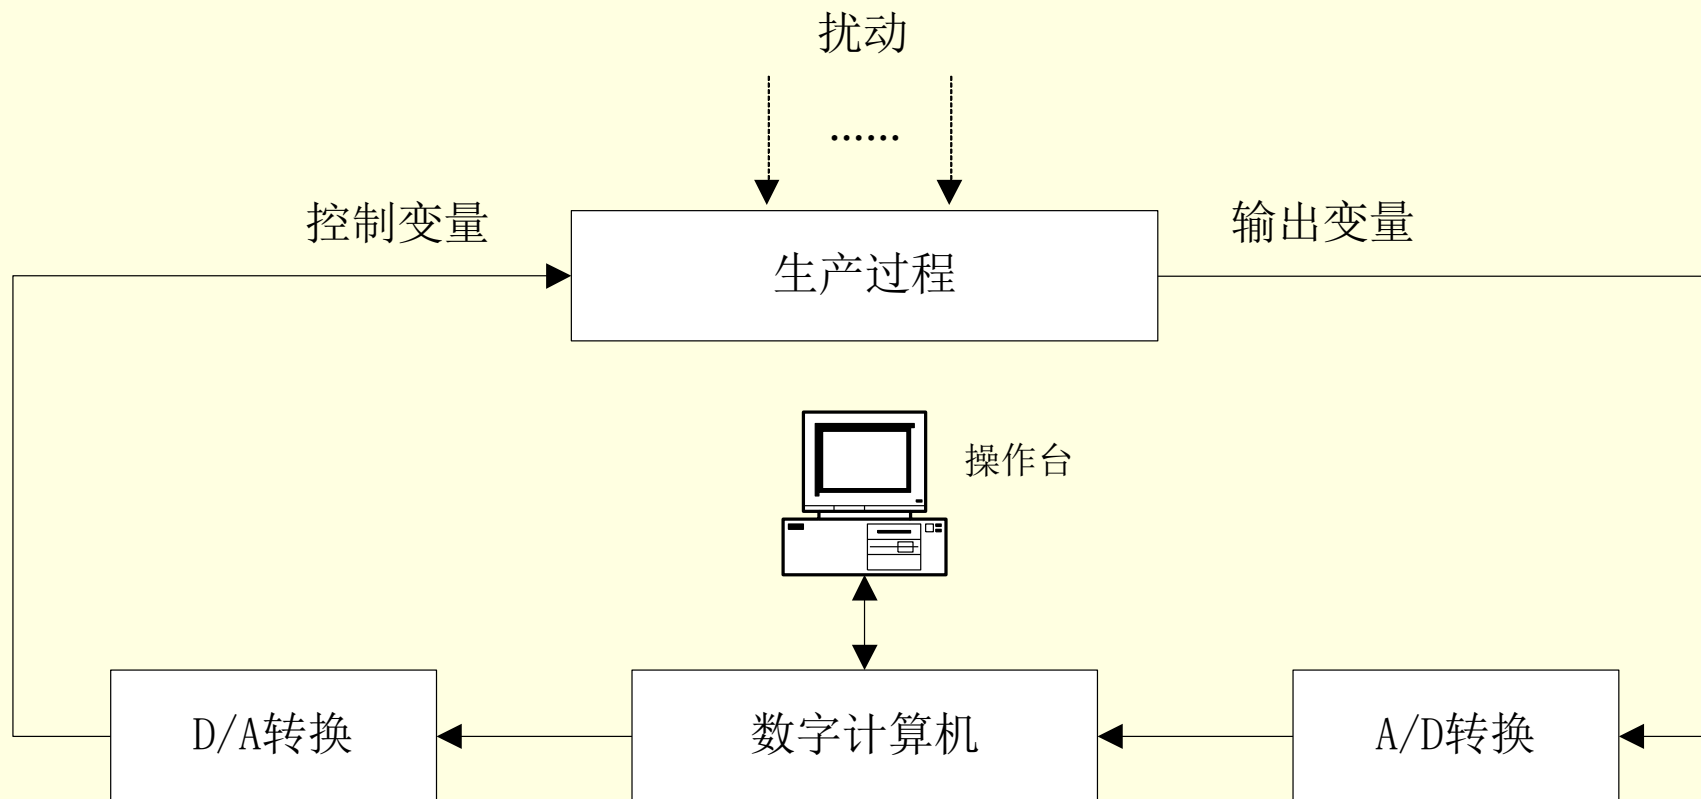 扰动
......
控制变量
输出变量
生产过程
操作台
D/A转换
数字计算机
A/D转换